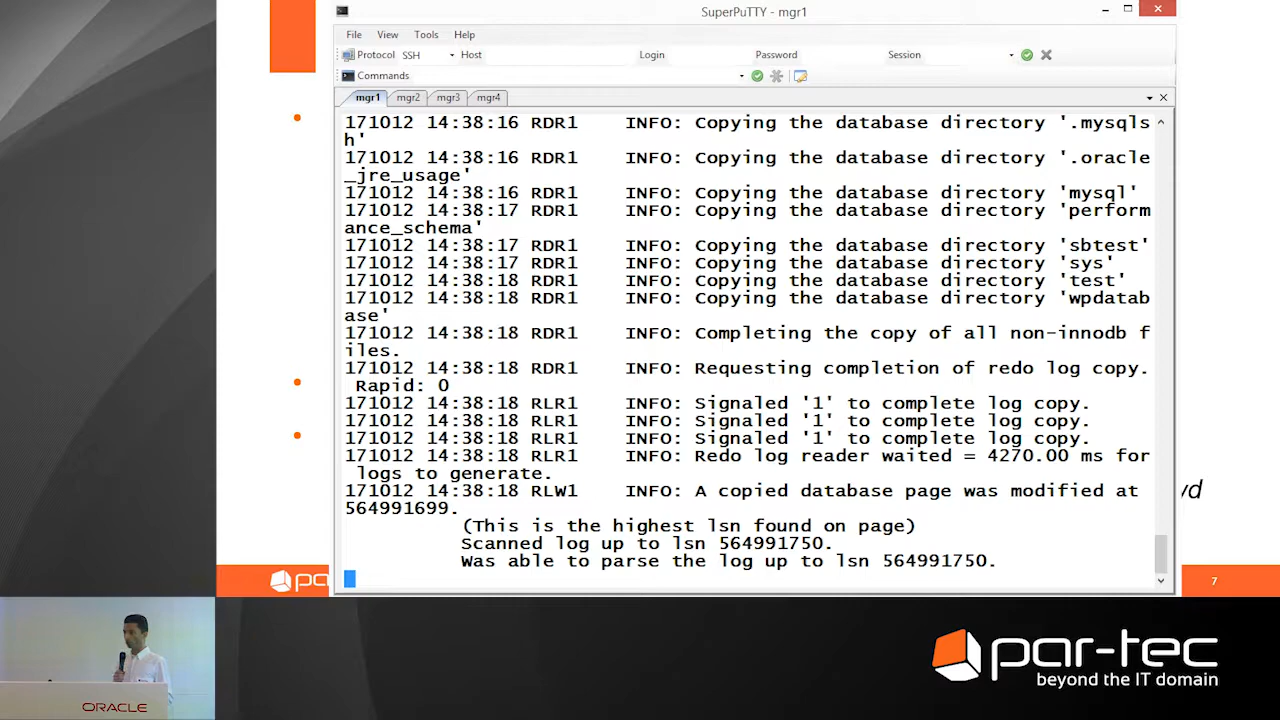 SuperPuTTY - mgr1
File View Tools Help
Protocol SSH Host Login Password Session
Commands
mgr1 mgr2 mgr3 mgr4
171012 14:38:16 RDR1 INFO: Copying the database directory '.mysqls
h'
171012 14:38:16 RDR1 INFO: Copying the database directory '.oracle
_jre_usage'
171012 14:38:16 RDR1 INFO: Copying the database directory 'mysql'
171012 14:38:17 RDR1 INFO: Copying the database directory 'perform
ance_schema'
171012 14:38:17 RDR1 INFO: Copying the database directory 'sbtest'
171012 14:38:17 RDR1 INFO: Copying the database directory 'sys'
171012 14:38:18 RDR1 INFO: Copying the database directory 'test'
171012 14:38:18 RDR1 INFO: Copying the database directory 'wpdatab
ase'
171012 14:38:18 RDR1 INFO: Completing the copy of all non-innodb f
iles.
171012 14:38:18 RDR1 INFO: Requesting completion of redo log copy.
Rapid: 0
171012 14:38:18 RLR1 INFO: Signaled '1' to complete log copy.
171012 14:38:18 RLR1 INFO: Signaled '1' to complete log copy.
171012 14:38:18 RLR1 INFO: Signaled '1' to complete log copy.
171012 14:38:18 RLR1 INFO: Redo log reader waited = 4270.00 ms for
logs to generate.
171012 14:38:18 RLW1 INFO: A copied database page was modified at
564991699.
(This is the highest lsn found on page)
Scanned log up to lsn 564991750.
Was able to parse the log up to lsn 564991750.
7
par-tec
beyond the IT domain
ORACLE